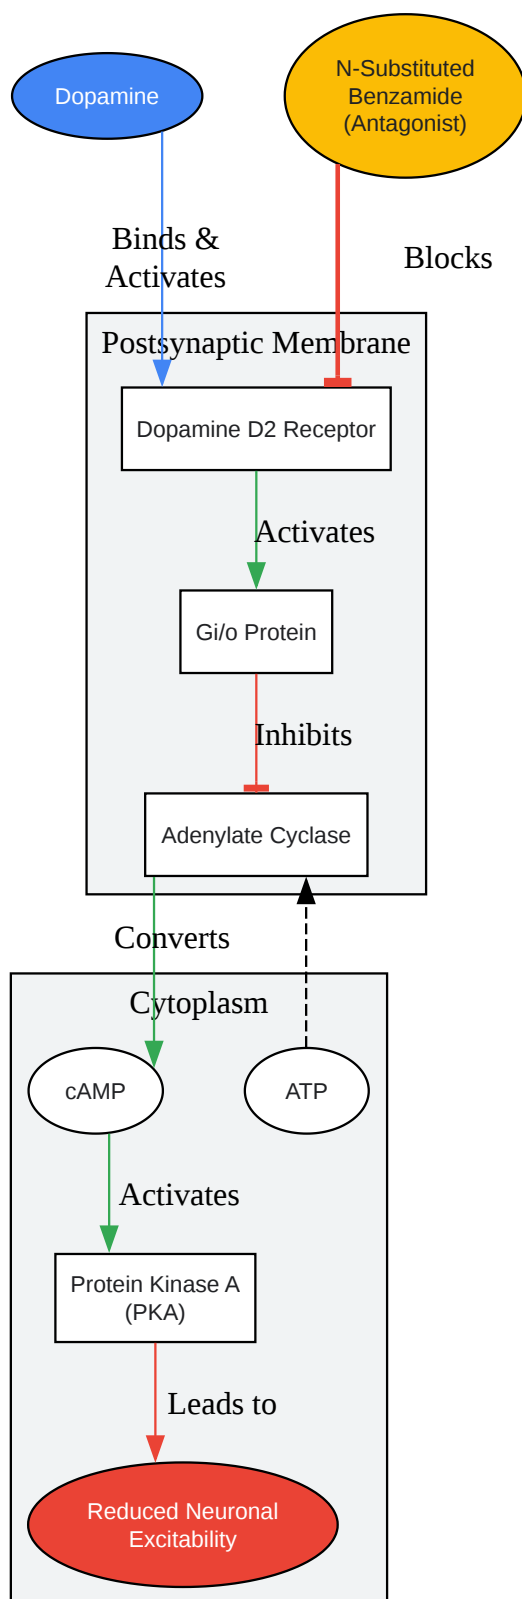 Dopamine
N-Substituted
Benzamide
(Antagonist)
Binds &
Activates
Blocks
Postsynaptic Membrane
Dopamine D2 Receptor
Activates
Gi/o Protein
Inhibits
Adenylate Cyclase
Converts
Cytoplasm
cAMP
ATP
Activates
Protein Kinase A
(PKA)
Leads to
Reduced Neuronal
Excitability